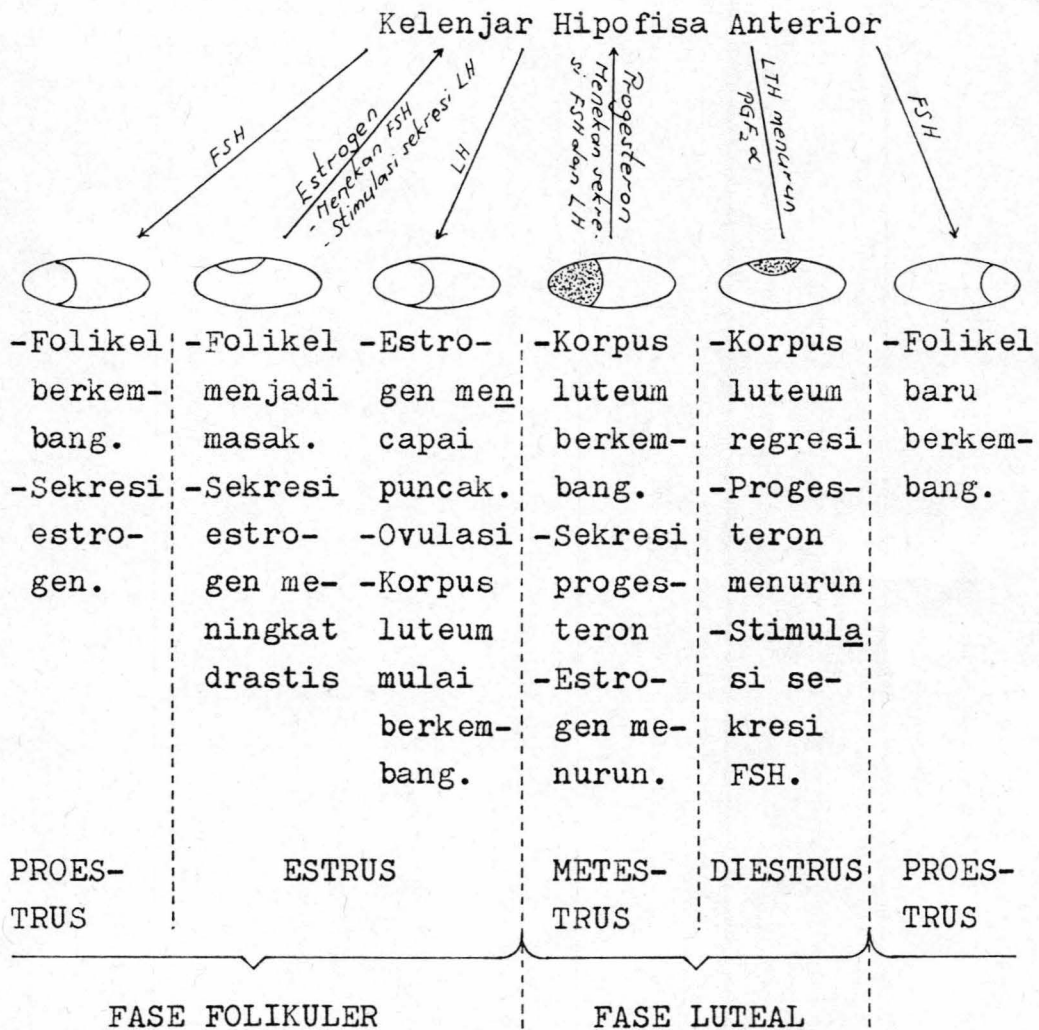 Kelenjar Hipofisa Anterior
FSH
Estrogen
- Menekan FSH
- Stimulasi sekresi LH
LH
Progesteron
Menekan sekre-
si FSH dan LH
LTH menurun
PGF₂α
FSH
-Folikel
berkem-
bang.
-Sekresi
estro-
gen.
-Folikel
menjadi
masak.
-Sekresi
estro-
gen me-
ningkat
drastis
-Estro-
gen men
capai
puncak.
-Ovulasi
-Korpus
luteum
mulai
berkem-
bang.
-Korpus
luteum
berkem-
bang.
-Sekresi
proges-
teron
-Estro-
gen me-
nurun.
-Korpus
luteum
regresi
-Proges-
teron
menurun
-Stimula
si se-
kresi
FSH.
-Folikel
baru
berkem-
bang.
PROES-
TRUS
ESTRUS
METES-
TRUS
DIESTRUS
PROES-
TRUS
FASE FOLIKULER
FASE LUTEAL